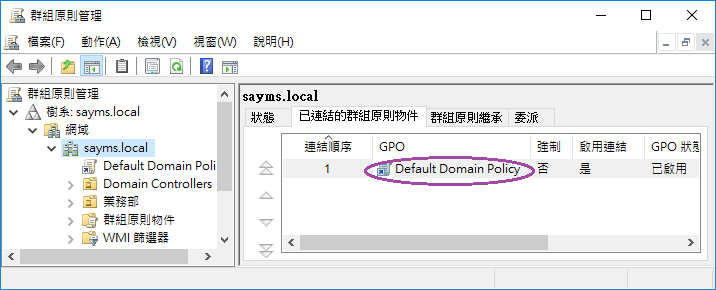 群組原則管理
檔案(F) 動作(A) 檢視(V) 視窗(W) 說明(H)
群組原則管理
樹系: sayms.local
網域
sayms.local
Default Domain Poli
Domain Controllers
業務部
群組原則物件
WMI 篩選器
sayms.local
狀態 已連結的群組原則物件 群組原則繼承 委派
連結順序 GPO 強制 啟用連結 GPO 狀態
1 Default Domain Policy 否 是 已啟用